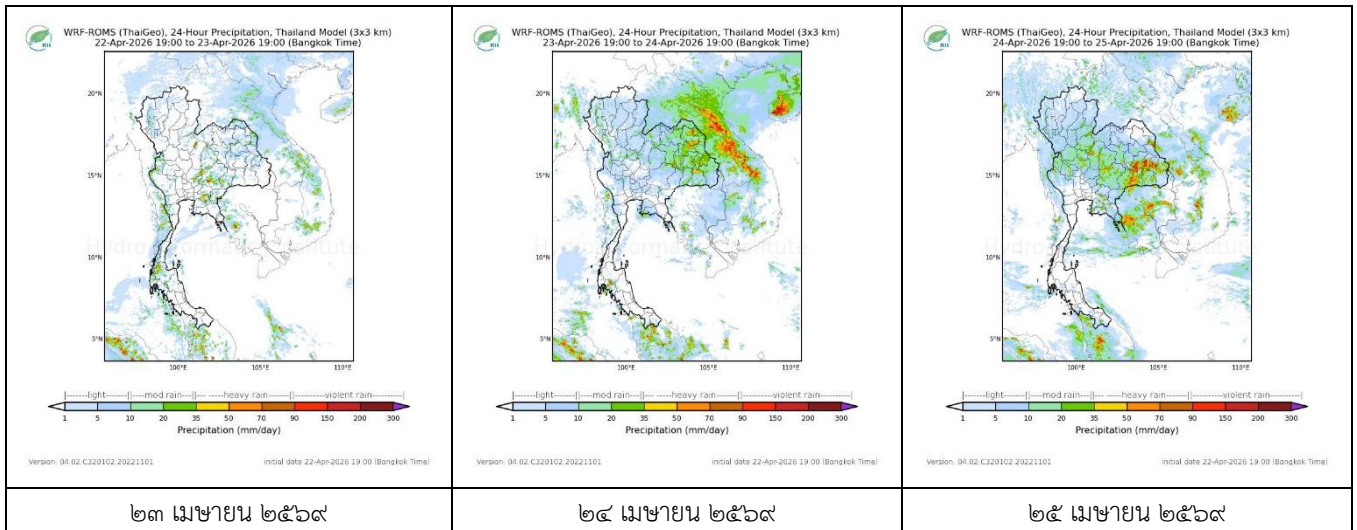 WRF-ROMS (ThaiGeo), 24-Hour Precipitation, Thailand Model (3x3 km)
22-Apr-2026 19:00 to 23-Apr-2026 19:00 (Bangkok Time)
HII
20°N
15°N
10°N
5°N
100°E 105°E 110°E
|-------light-------||----mod rain----||--- heavy rain-------||------violent rain-------|
1 5 10 20 35 50 70 90 150 200 300
Precipitation (mm/day)
Version: 04.02.C320102.20221101 initial date 22-Apr-2026 19:00 (Bangkok Time)
๒๓ เมษายน ๒๕๖๙
WRF-ROMS (ThaiGeo), 24-Hour Precipitation, Thailand Model (3x3 km)
23-Apr-2026 19:00 to 24-Apr-2026 19:00 (Bangkok Time)
HII
20°N
15°N
10°N
5°N
100°E 105°E 110°E
|-------light-------||----mod rain----||--- heavy rain-------||------violent rain-------|
1 5 10 20 35 50 70 90 150 200 300
Precipitation (mm/day)
Version: 04.02.C320102.20221101 initial date 22-Apr-2026 19:00 (Bangkok Time)
๒๔ เมษายน ๒๕๖๙
WRF-ROMS (ThaiGeo), 24-Hour Precipitation, Thailand Model (3x3 km)
24-Apr-2026 19:00 to 25-Apr-2026 19:00 (Bangkok Time)
HII
20°N
15°N
10°N
5°N
100°E 105°E 110°E
|-------light-------||----mod rain----||--- heavy rain-------||------violent rain-------|
1 5 10 20 35 50 70 90 150 200 300
Precipitation (mm/day)
Version: 04.02.C320102.20221101 initial date 22-Apr-2026 19:00 (Bangkok Time)
๒๕ เมษายน ๒๕๖๙